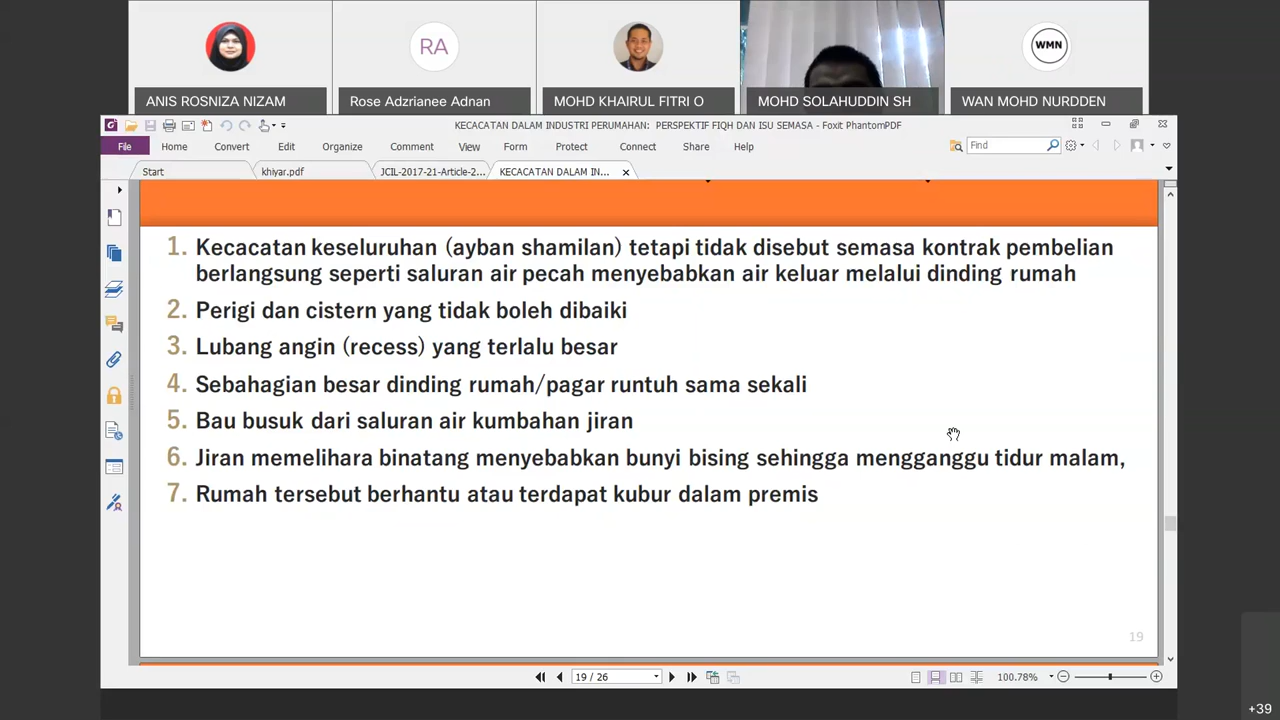 RA
WMN
ANIS ROSNIZA NIZAM
Rose Adzrianee Adnan
MOHD KHAIRUL FITRI O
MOHD SOLAHUDDIN SH
WAN MOHD NURDDEN
KECACATAN DALAM INDUSTRI PERUMAHAN: PERSPEKTIF FIQH DAN ISU SEMASA - Foxit PhantomPDF
File Home Convert Edit Organize Comment View Form Protect Connect Share Help Find
Start khiyar.pdf JCIL-2017-21-Article-2... KECACATAN DALAM IN...
1. Kecacatan keseluruhan (ayban shamilan) tetapi tidak disebut semasa kontrak pembelian
berlangsung seperti saluran air pecah menyebabkan air keluar melalui dinding rumah
2. Perigi dan cistern yang tidak boleh dibaiki
3. Lubang angin (recess) yang terlalu besar
4. Sebahagian besar dinding rumah/pagar runtuh sama sekali
5. Bau busuk dari saluran air kumbahan jiran
6. Jiran memelihara binatang menyebabkan bunyi bising sehingga mengganggu tidur malam,
7. Rumah tersebut berhantu atau terdapat kubur dalam premis
19
19 / 26
100.78%
+39